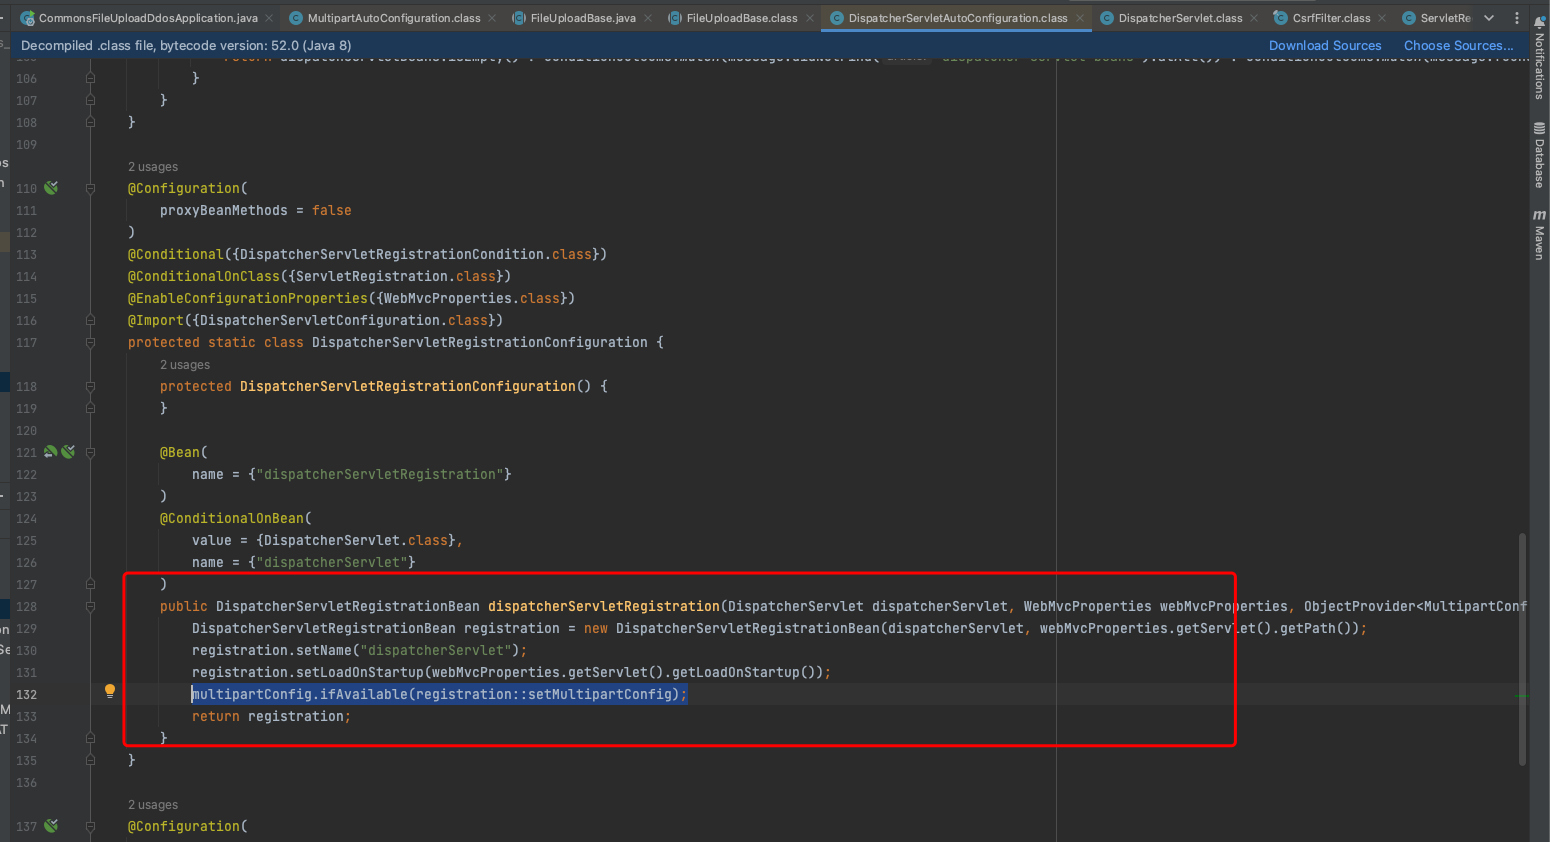 CommonsFileUploadDdosApplication.java MultipartAutoConfiguration.class FileUploadBase.java FileUploadBase.class DispatcherServletAutoConfiguration.class DispatcherServlet.class CsrfFilter.class ServletRe
Decompiled .class file, bytecode version: 52.0 (Java 8) Download Sources Choose Sources...
106 }
107 }
108 }
109
2 usages
110 @Configuration(
111 proxyBeanMethods = false
112 )
113 @Conditional({DispatcherServletRegistrationCondition.class})
114 @ConditionalOnClass({ServletRegistration.class})
115 @EnableConfigurationProperties({WebMvcProperties.class})
116 @Import({DispatcherServletConfiguration.class})
117 protected static class DispatcherServletRegistrationConfiguration {
2 usages
118 protected DispatcherServletRegistrationConfiguration() {
119 }
120
121 @Bean(
122 name = {"dispatcherServletRegistration"}
123 )
124 @ConditionalOnBean(
125 value = {DispatcherServlet.class},
126 name = {"dispatcherServlet"}
127 )
128 public DispatcherServletRegistrationBean dispatcherServletRegistration(DispatcherServlet dispatcherServlet, WebMvcProperties webMvcProperties, ObjectProvider<MultipartConf
129 DispatcherServletRegistrationBean registration = new DispatcherServletRegistrationBean(dispatcherServlet, webMvcProperties.getServlet().getPath());
130 registration.setName("dispatcherServlet");
131 registration.setLoadOnStartup(webMvcProperties.getServlet().getLoadOnStartup());
132 multipartConfig.ifAvailable(registration::setMultipartConfig);
133 return registration;
134 }
135 }
136
2 usages
137 @Configuration(
Notifications
Database
m Maven